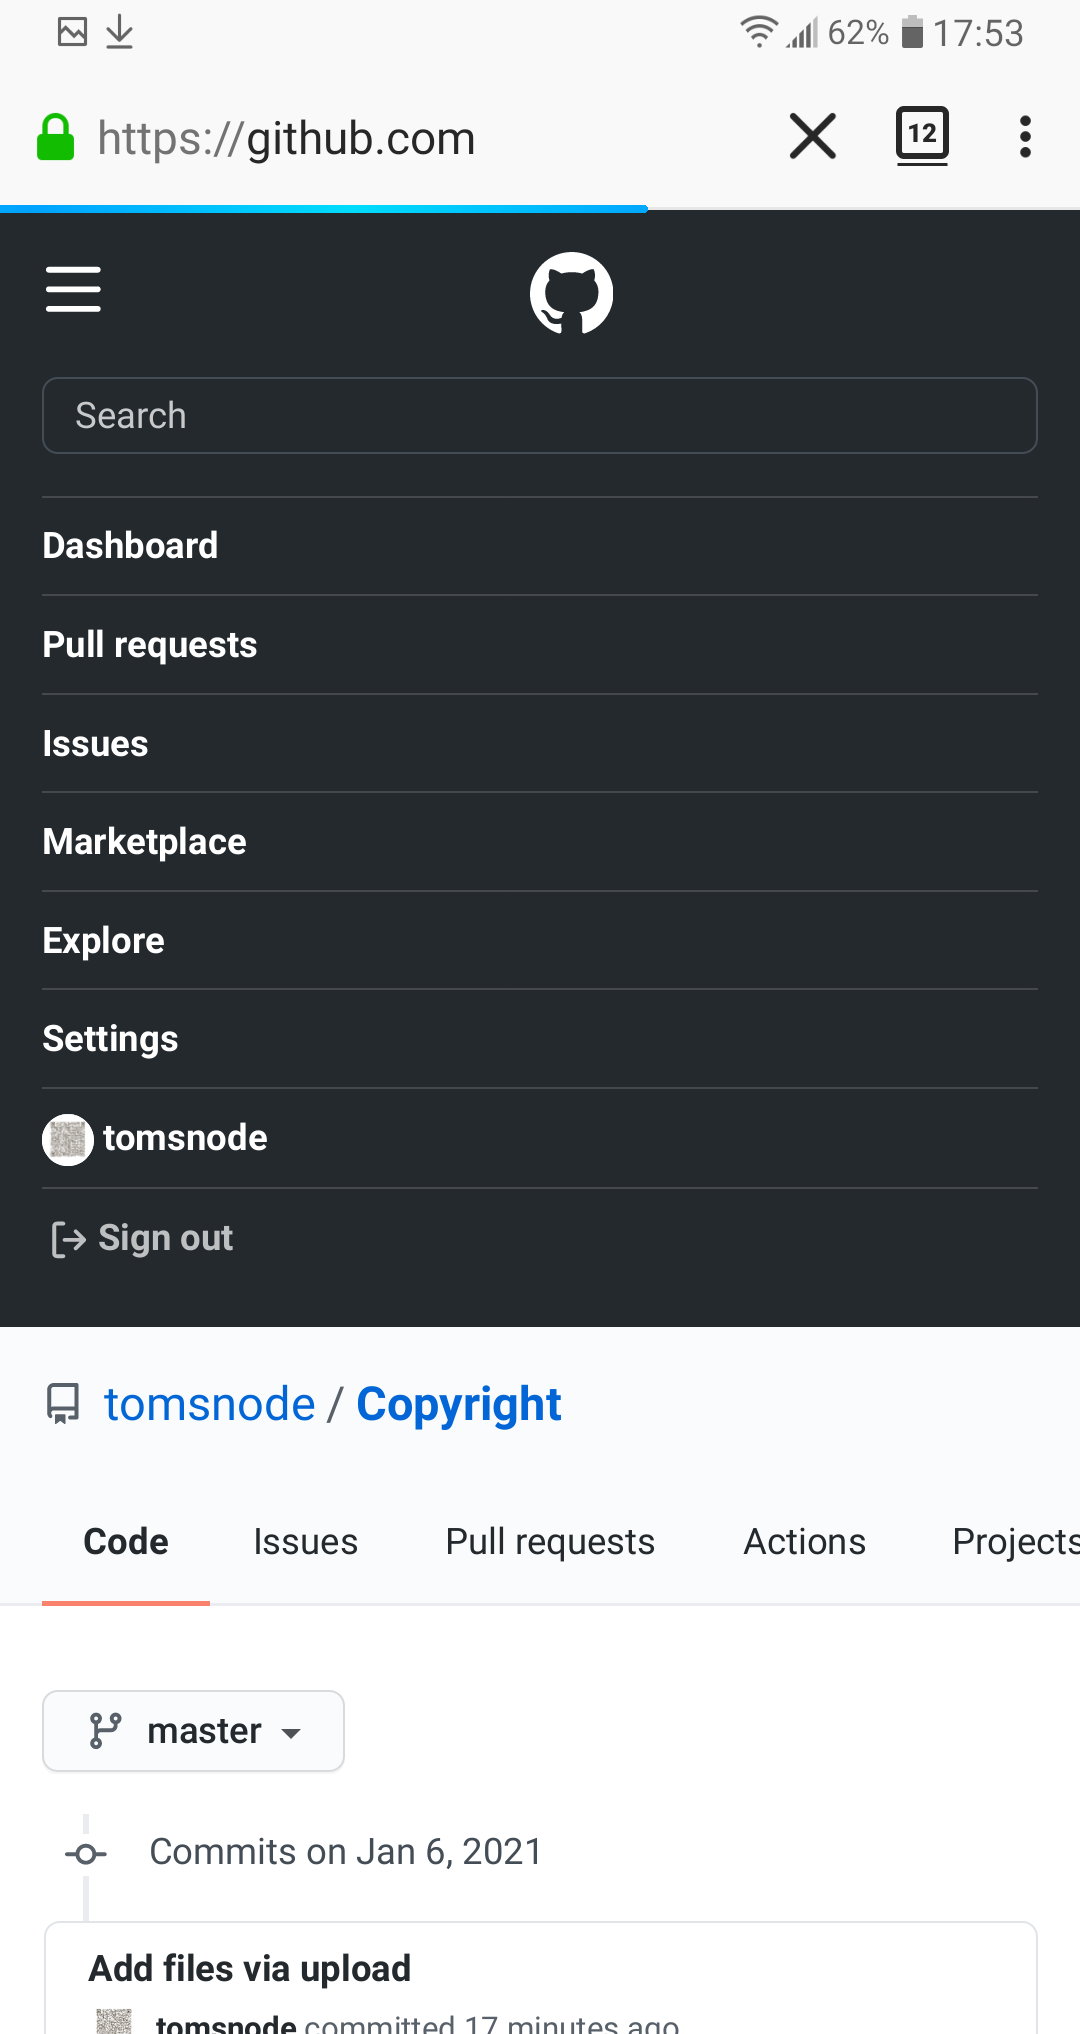 62% 17:53
https://github.com 12
Search
Dashboard
Pull requests
Issues
Marketplace
Explore
Settings
tomsnode
Sign out
tomsnode / Copyright
Code Issues Pull requests Actions Projects
master
Commits on Jan 6, 2021
Add files via upload
tomsnode committed 17 minutes ago